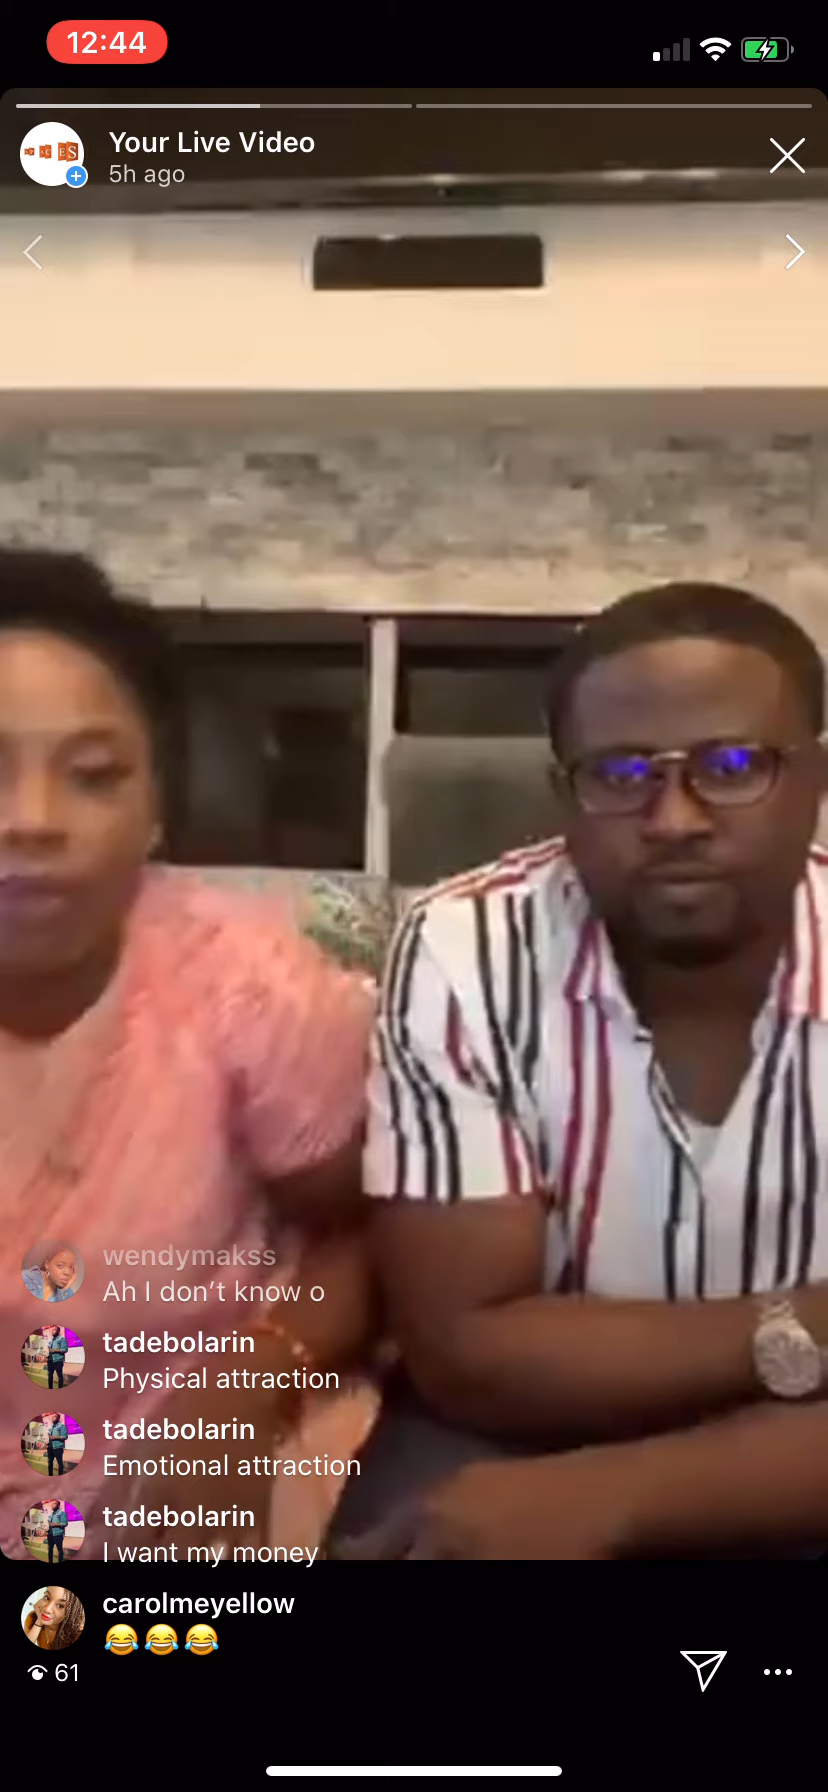 12:44
Your Live Video
5h ago
wendymakss
Ah I don't know o
tadebolarin
Physical attraction
tadebolarin
Emotional attraction
tadebolarin
I want my money
carolmeyellow
😂😂😂
61